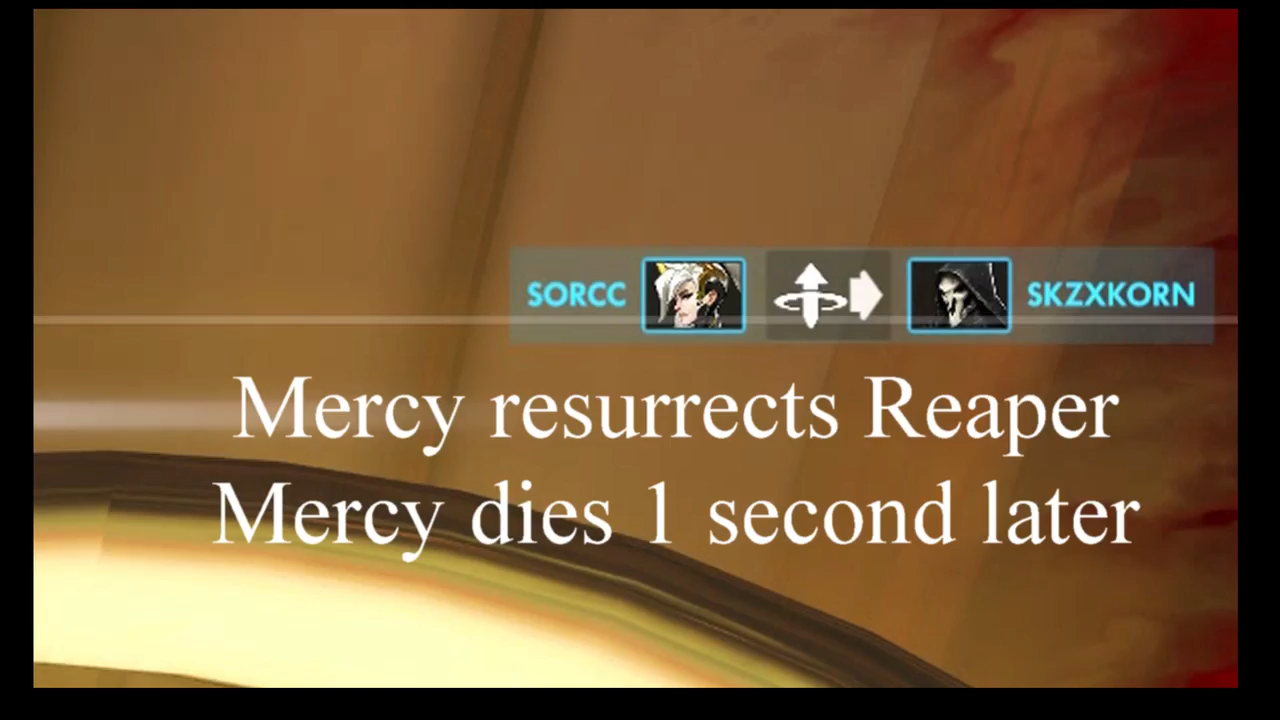 SORCC SKZXKORN
Mercy resurrects Reaper
Mercy dies 1 second later